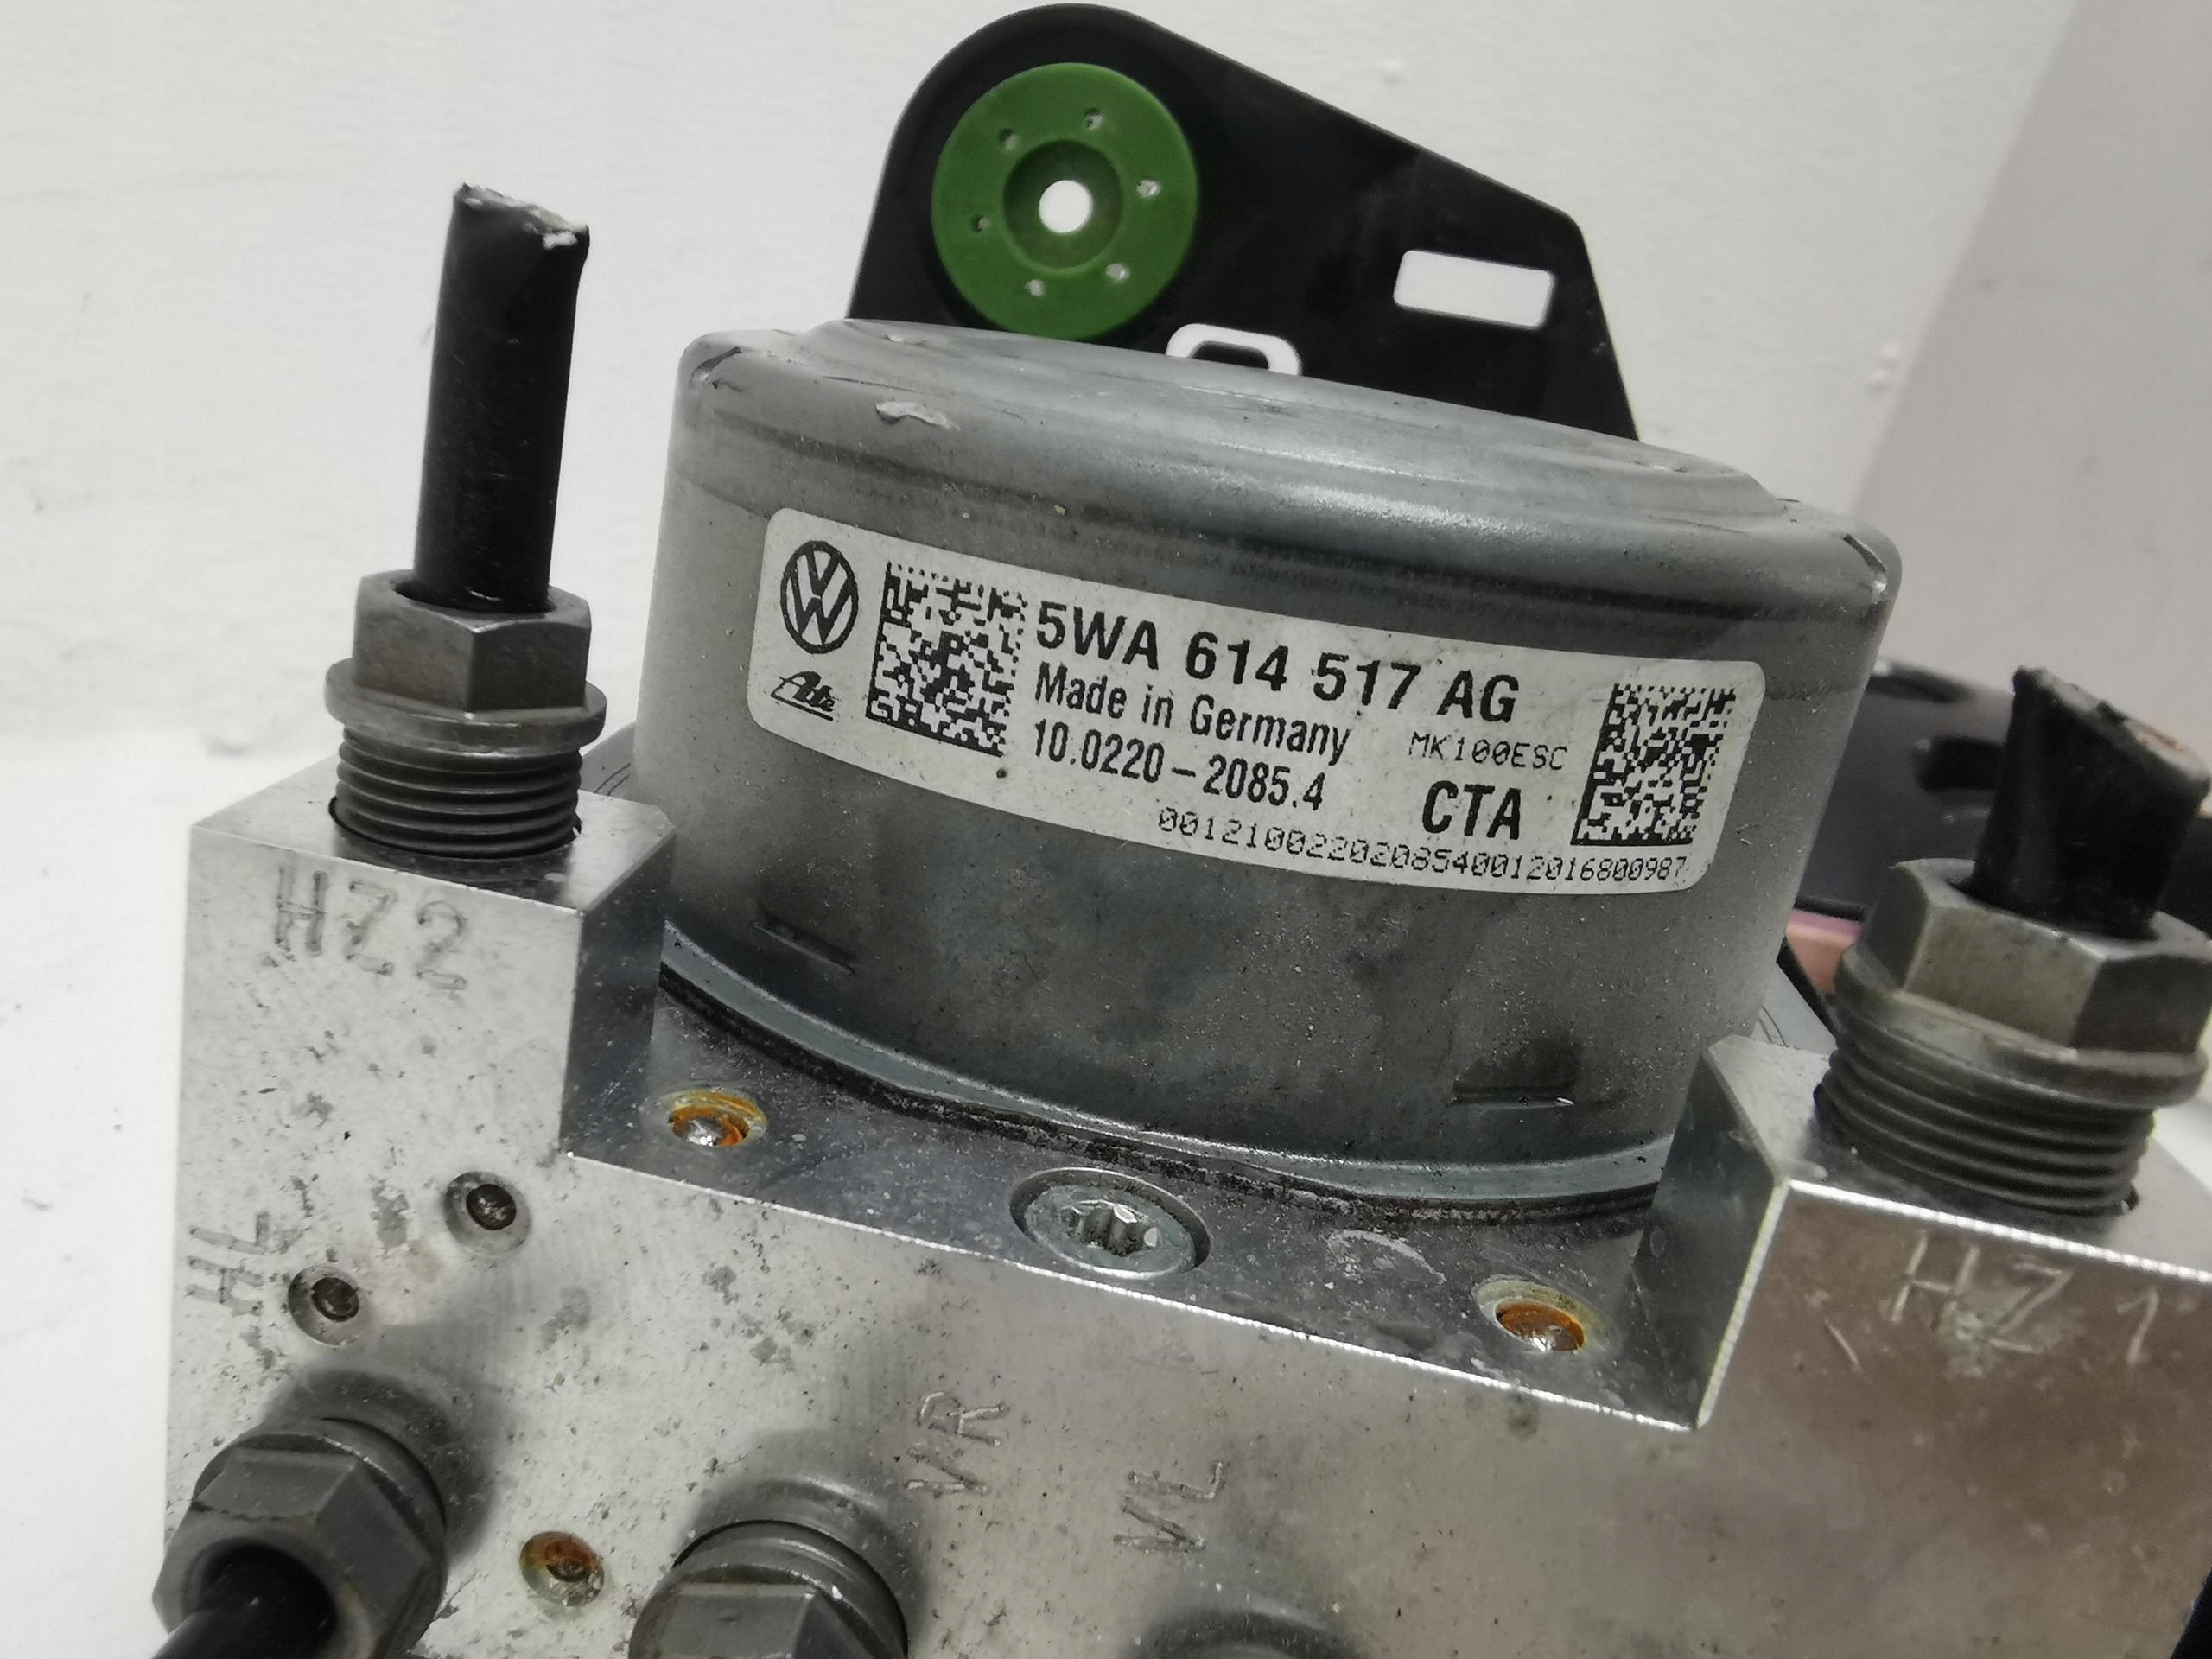 5WA 614 517 AG
Made in Germany
MK100ESC
10.0220-2085.4
CTA
0012100220208540012016800987
Ate
HZ2
HZ1
HL
VR
VL